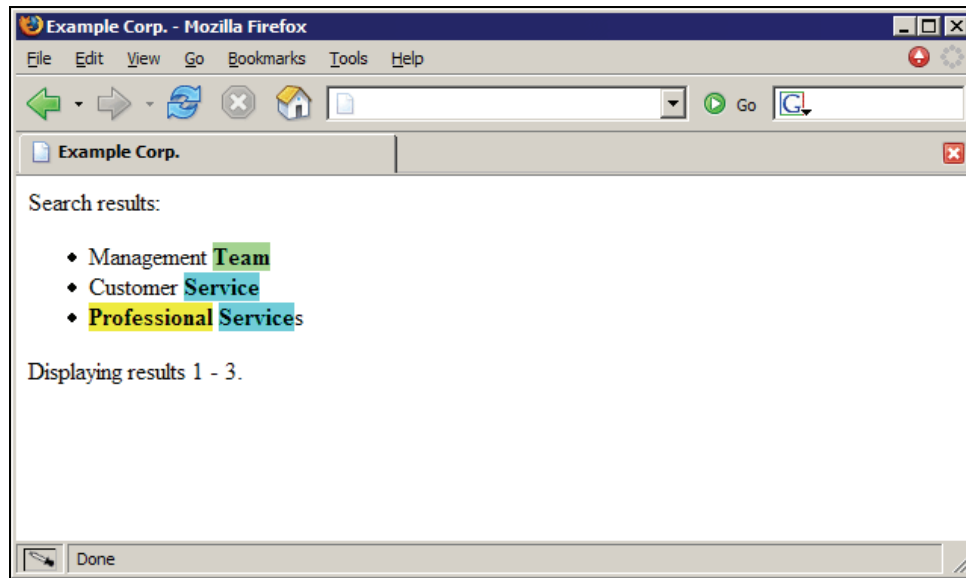 Example Corp. - Mozilla Firefox
File Edit View Go Bookmarks Tools Help
Go G
Example Corp.
Search results:
• Management Team
• Customer Service
• Professional Services
Displaying results 1 - 3.
Done